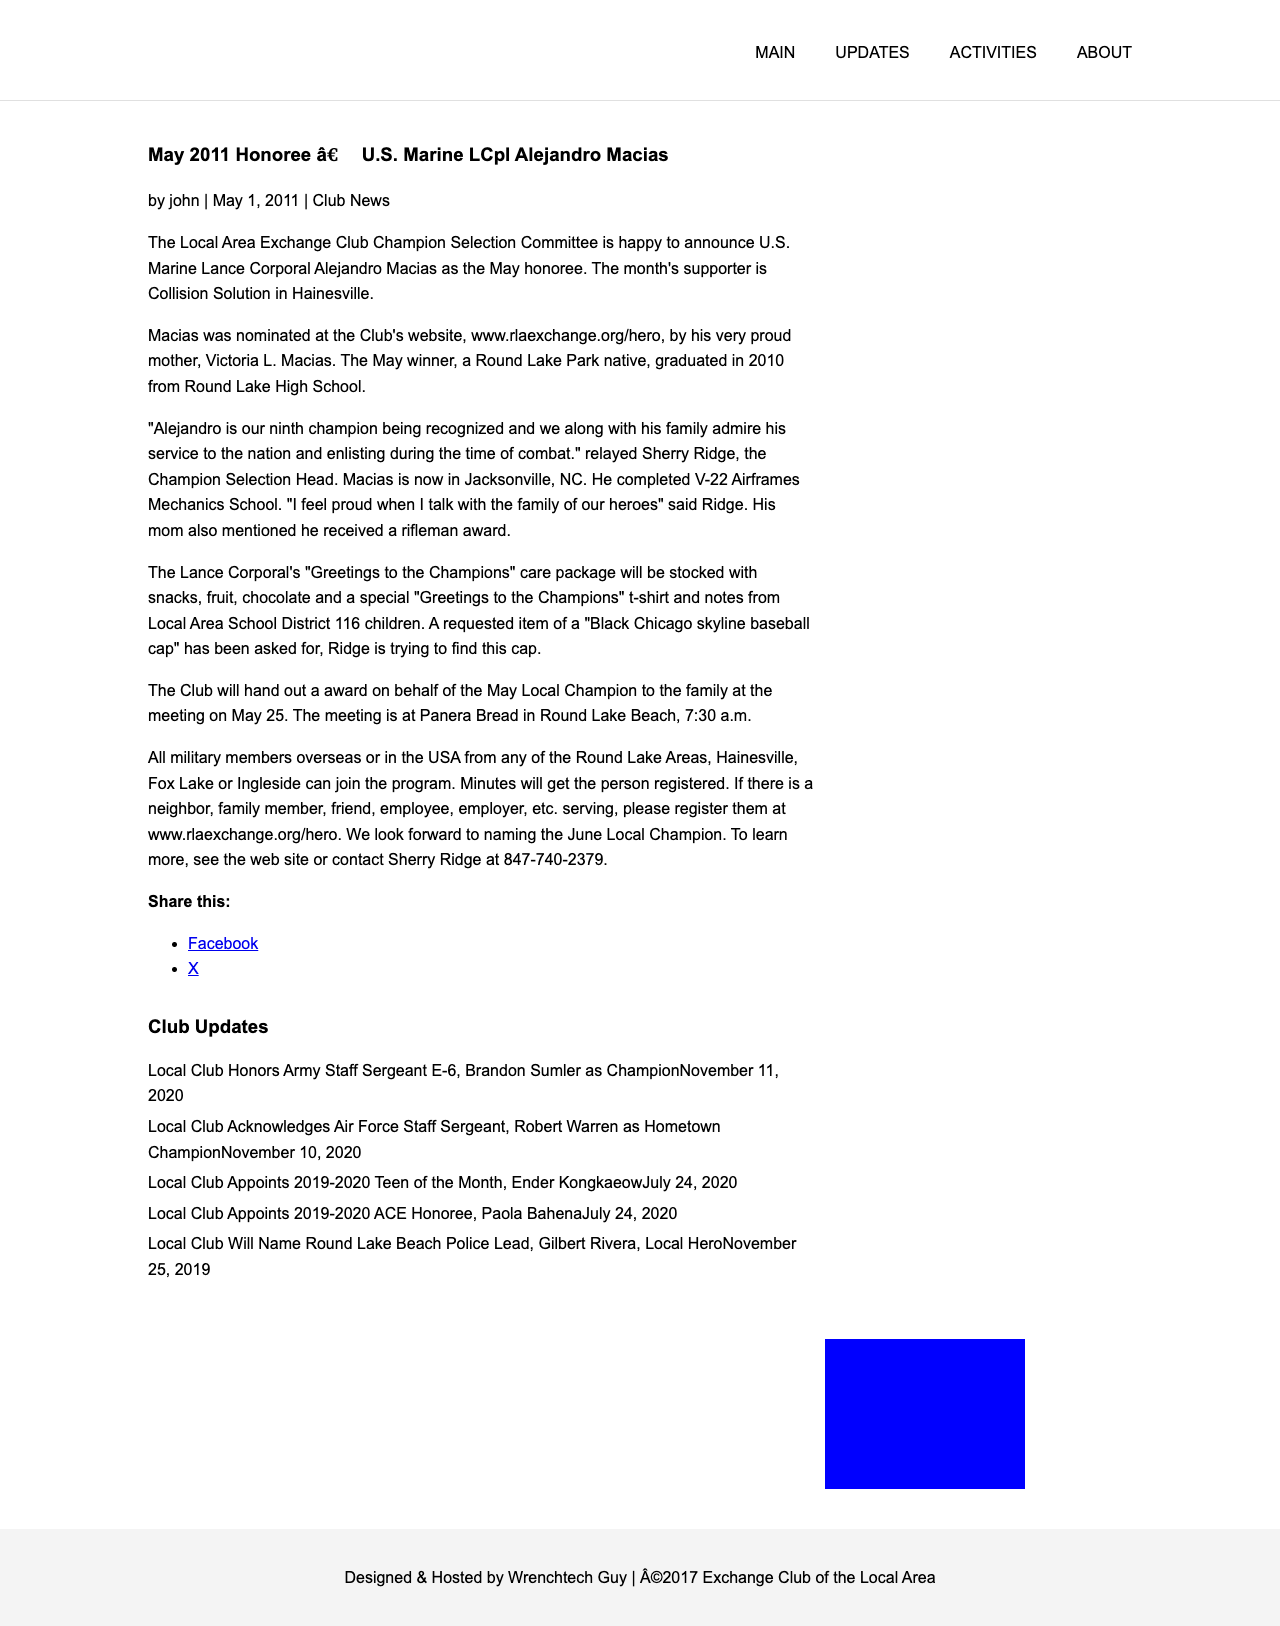 MAIN UPDATES ACTIVITIES ABOUT
May 2011 Honoree â€ U.S. Marine LCpl Alejandro Macias
by john | May 1, 2011 | Club News
The Local Area Exchange Club Champion Selection Committee is happy to announce U.S.
Marine Lance Corporal Alejandro Macias as the May honoree. The month's supporter is
Collision Solution in Hainesville.
Macias was nominated at the Club's website, www.rlaexchange.org/hero, by his very proud
mother, Victoria L. Macias. The May winner, a Round Lake Park native, graduated in 2010
from Round Lake High School.
"Alejandro is our ninth champion being recognized and we along with his family admire his
service to the nation and enlisting during the time of combat." relayed Sherry Ridge, the
Champion Selection Head. Macias is now in Jacksonville, NC. He completed V-22 Airframes
Mechanics School. "I feel proud when I talk with the family of our heroes" said Ridge. His
mom also mentioned he received a rifleman award.
The Lance Corporal's "Greetings to the Champions" care package will be stocked with
snacks, fruit, chocolate and a special "Greetings to the Champions" t-shirt and notes from
Local Area School District 116 children. A requested item of a "Black Chicago skyline baseball
cap" has been asked for, Ridge is trying to find this cap.
The Club will hand out a award on behalf of the May Local Champion to the family at the
meeting on May 25. The meeting is at Panera Bread in Round Lake Beach, 7:30 a.m.
All military members overseas or in the USA from any of the Round Lake Areas, Hainesville,
Fox Lake or Ingleside can join the program. Minutes will get the person registered. If there is a
neighbor, family member, friend, employee, employer, etc. serving, please register them at
www.rlaexchange.org/hero. We look forward to naming the June Local Champion. To learn
more, see the web site or contact Sherry Ridge at 847-740-2379.
Share this:
• Facebook
• X
Club Updates
Local Club Honors Army Staff Sergeant E-6, Brandon Sumler as ChampionNovember 11,
2020
Local Club Acknowledges Air Force Staff Sergeant, Robert Warren as Hometown
ChampionNovember 10, 2020
Local Club Appoints 2019-2020 Teen of the Month, Ender KongkaeowJuly 24, 2020
Local Club Appoints 2019-2020 ACE Honoree, Paola BahenaJuly 24, 2020
Local Club Will Name Round Lake Beach Police Lead, Gilbert Rivera, Local HeroNovember
25, 2019
Designed & Hosted by Wrenchtech Guy | Â©2017 Exchange Club of the Local Area